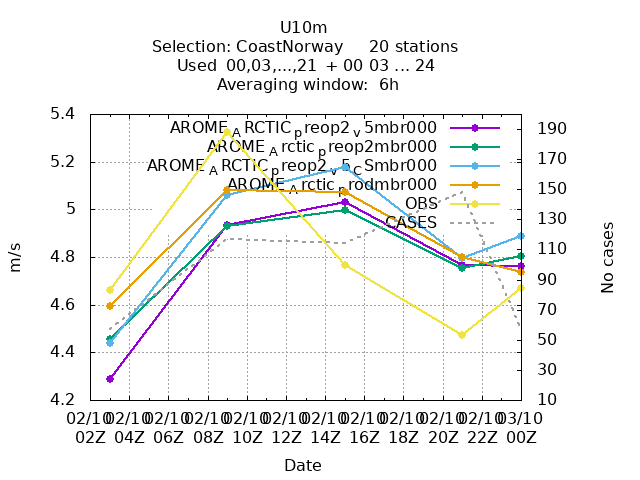 U10m
Selection: CoastNorway     20 stations
Used  00,03,...,21  + 00 03 ... 24
Averaging window:  6h
AROME_ARCTIC_preop2_v5mbr000
AROME_Arctic_preop2mbr000
AROME_ARCTIC_preop2_v5_CSmbr000
AROME_Arctic_prodmbr000
OBS
CASES
5.4
5.2
5
4.8
4.6
4.4
4.2
m/s
190
170
150
130
110
90
70
50
30
10
No cases
02/10 02/10 02/10 02/10 02/10 02/10 02/10 02/10 02/10 02/10 02/10 03/10
02Z 04Z 06Z 08Z 10Z 12Z 14Z 16Z 18Z 20Z 22Z 00Z
Date